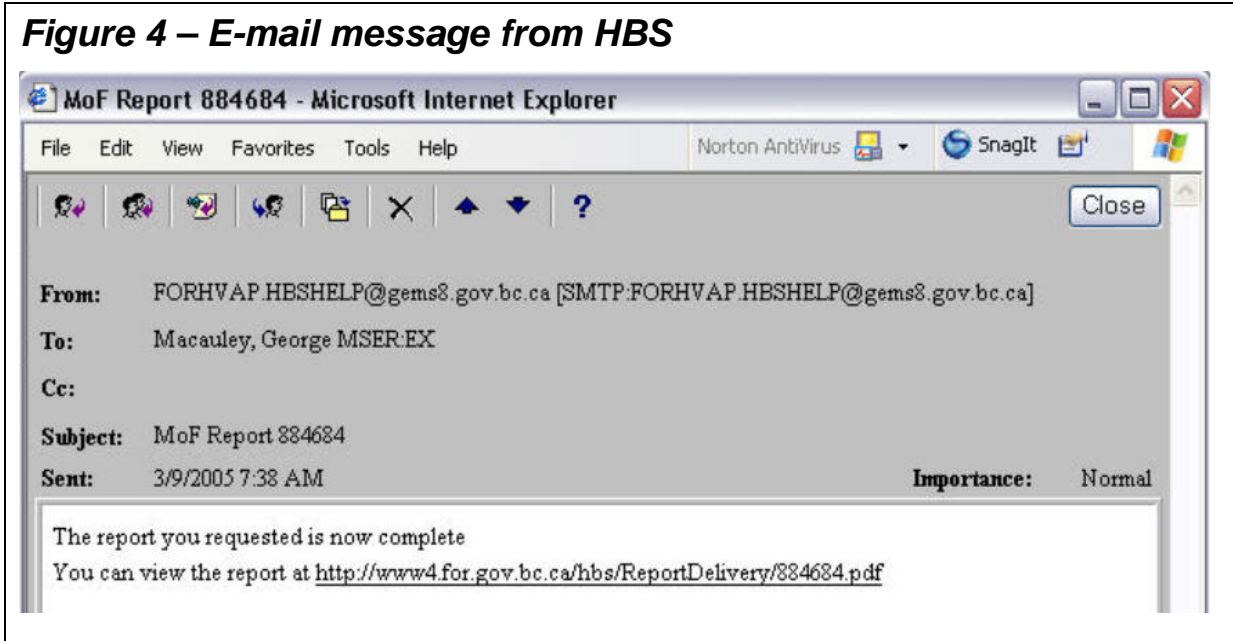 Figure 4 – E-mail message from HBS
MoF Report 884684 - Microsoft Internet Explorer
File Edit View Favorites Tools Help Norton AntiVirus SnagIt
? Close
From: FORHVAP.HBSHELP@gems8.gov.bc.ca [SMTP:FORHVAP.HBSHELP@gems8.gov.bc.ca]
To: Macauley, George MSER:EX
Cc:
Subject: MoF Report 884684
Sent: 3/9/2005 7:38 AM Importance: Normal
The report you requested is now complete
You can view the report at http://www4.for.gov.bc.ca/hbs/ReportDelivery/884684.pdf